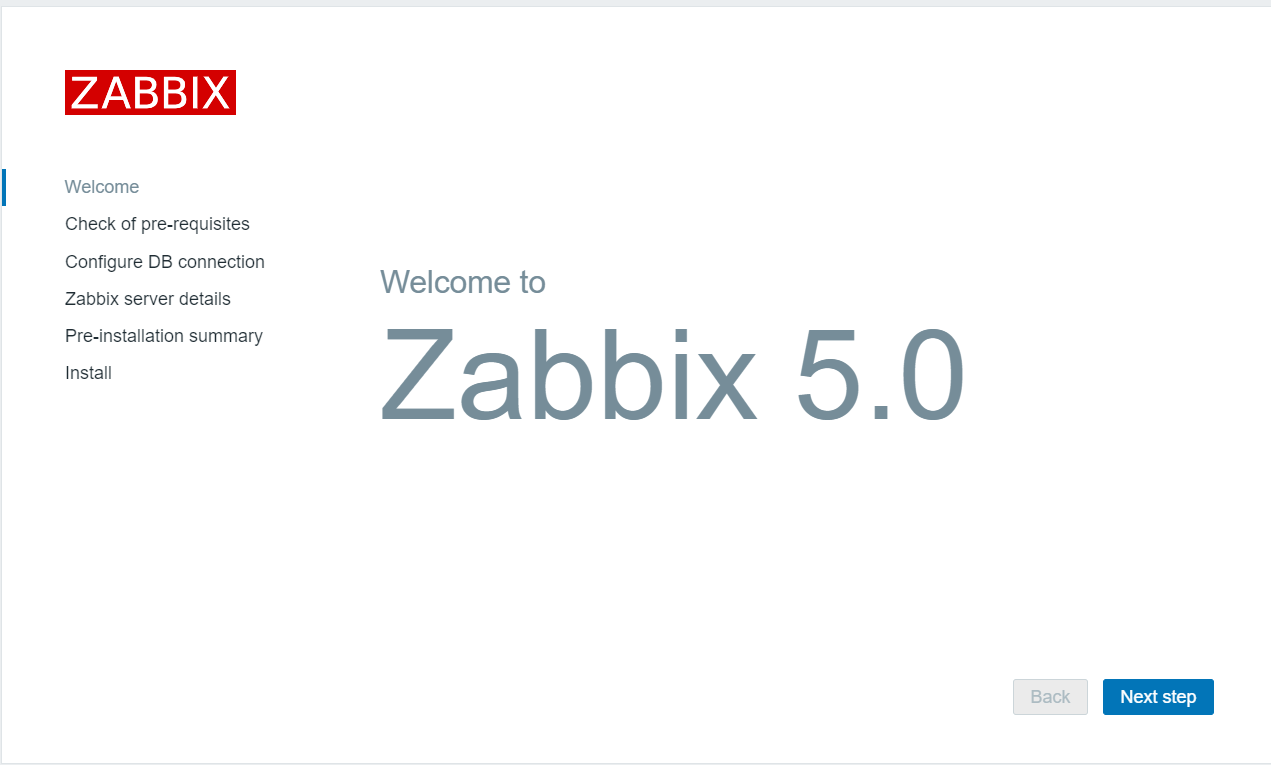 ZABBIX
Welcome
Check of pre-requisites
Configure DB connection
Zabbix server details
Pre-installation summary
Install
Welcome to
Zabbix 5.0
Back
Next step